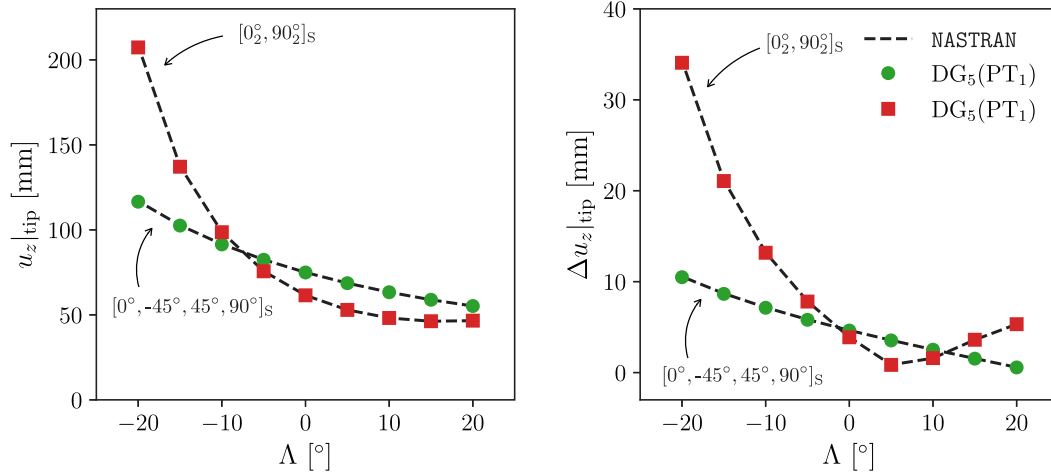 200
150
100
50
0
u_z|tip [mm]
[0°₂, 90°₂]S
[0°, -45°, 45°, 90°]S
−20 −10 0 10 20
Λ [°]
40
30
20
10
0
Δu_z|tip [mm]
[0°₂, 90°₂]S
[0°, -45°, 45°, 90°]S
NASTRAN
DG₅(PT₁)
DG₅(PT₁)
−20 −10 0 10 20
Λ [°]